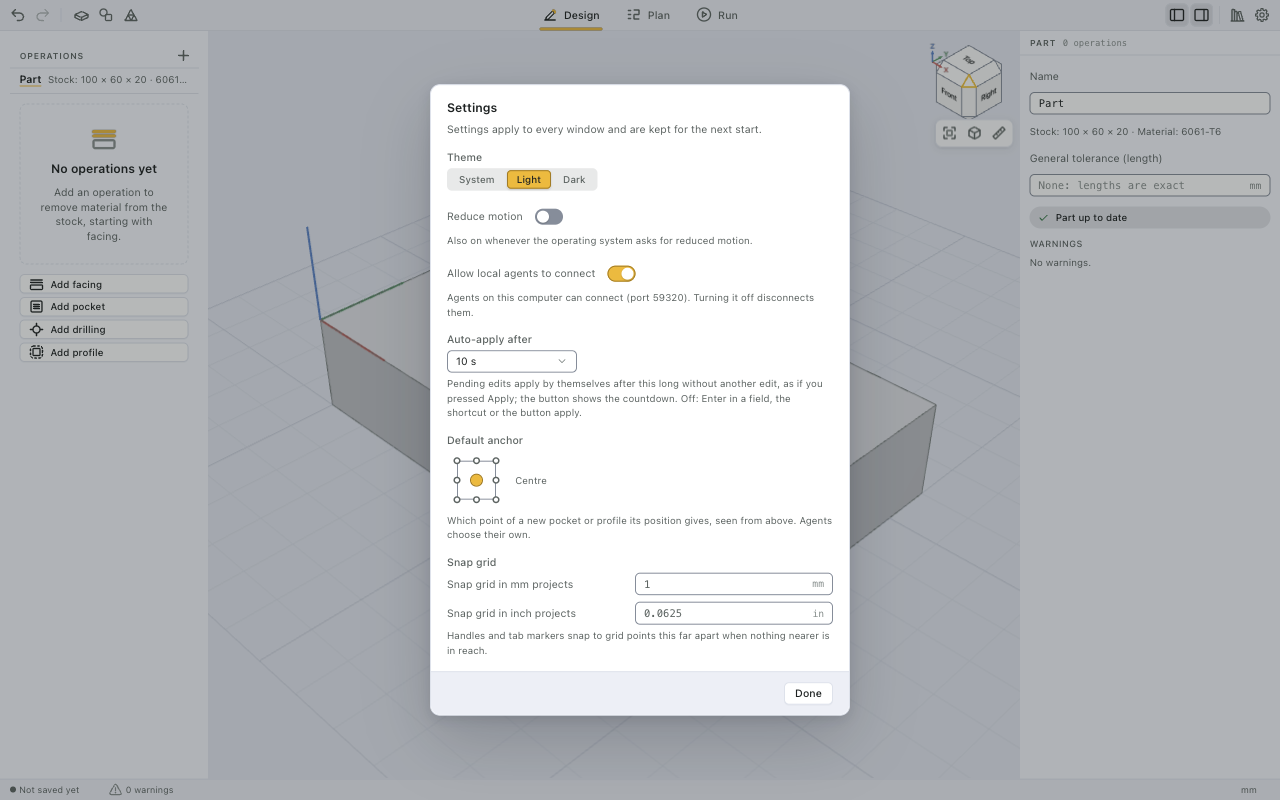 Design
Plan
Run
OPERATIONS
Part Stock: 100 × 60 × 20 · 6061…
No operations yet
Add an operation to
remove material from the
stock, starting with
facing.
Add facing
Add pocket
Add drilling
Add profile
Z
Y
X
Top
Front
Right
Settings
Settings apply to every window and are kept for the next start.
Theme
System
Light
Dark
Reduce motion
Also on whenever the operating system asks for reduced motion.
Allow local agents to connect
Agents on this computer can connect (port 59320). Turning it off disconnects
them.
Auto-apply after
10 s
Pending edits apply by themselves after this long without another edit, as if you
pressed Apply; the button shows the countdown. Off: Enter in a field, the
shortcut or the button apply.
Default anchor
Centre
Which point of a new pocket or profile its position gives, seen from above. Agents
choose their own.
Snap grid
Snap grid in mm projects
1 mm
Snap grid in inch projects
0.0625 in
Handles and tab markers snap to grid points this far apart when nothing nearer is
in reach.
Done
PART 0 operations
Name
Part
Stock: 100 × 60 × 20 · Material: 6061-T6
General tolerance (length)
None: lengths are exact mm
Part up to date
WARNINGS
No warnings.
Not saved yet
0 warnings
mm